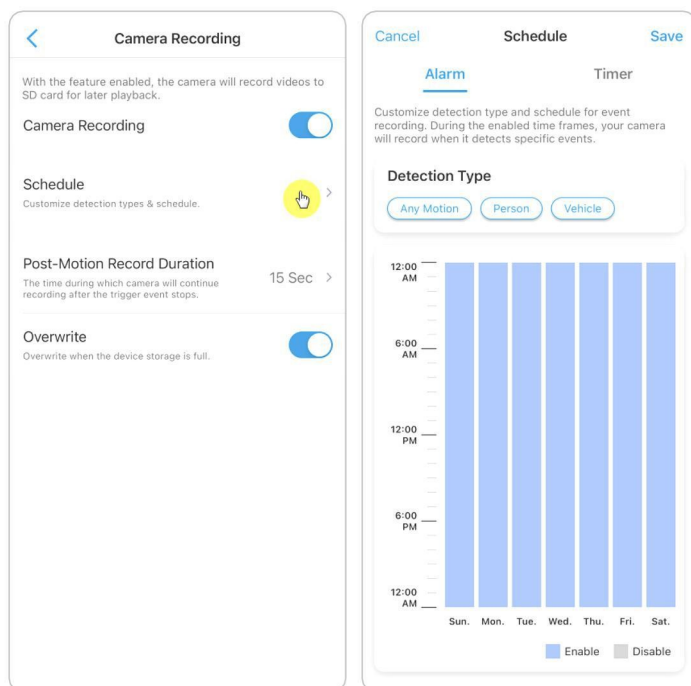 Camera Recording
With the feature enabled, the camera will record videos to
SD card for later playback.
Camera Recording
Schedule
Customize detection types & schedule.
Post-Motion Record Duration
The time during which camera will continue
recording after the trigger event stops.
15 Sec
Overwrite
Overwrite when the device storage is full.
Cancel Schedule Save
Alarm Timer
Customize detection type and schedule for event
recording. During the enabled time frames, your camera
will record when it detects specific events.
Detection Type
Any Motion Person Vehicle
12:00
AM
6:00
AM
12:00
PM
6:00
PM
12:00
AM
Sun. Mon. Tue. Wed. Thu. Fri. Sat.
Enable Disable